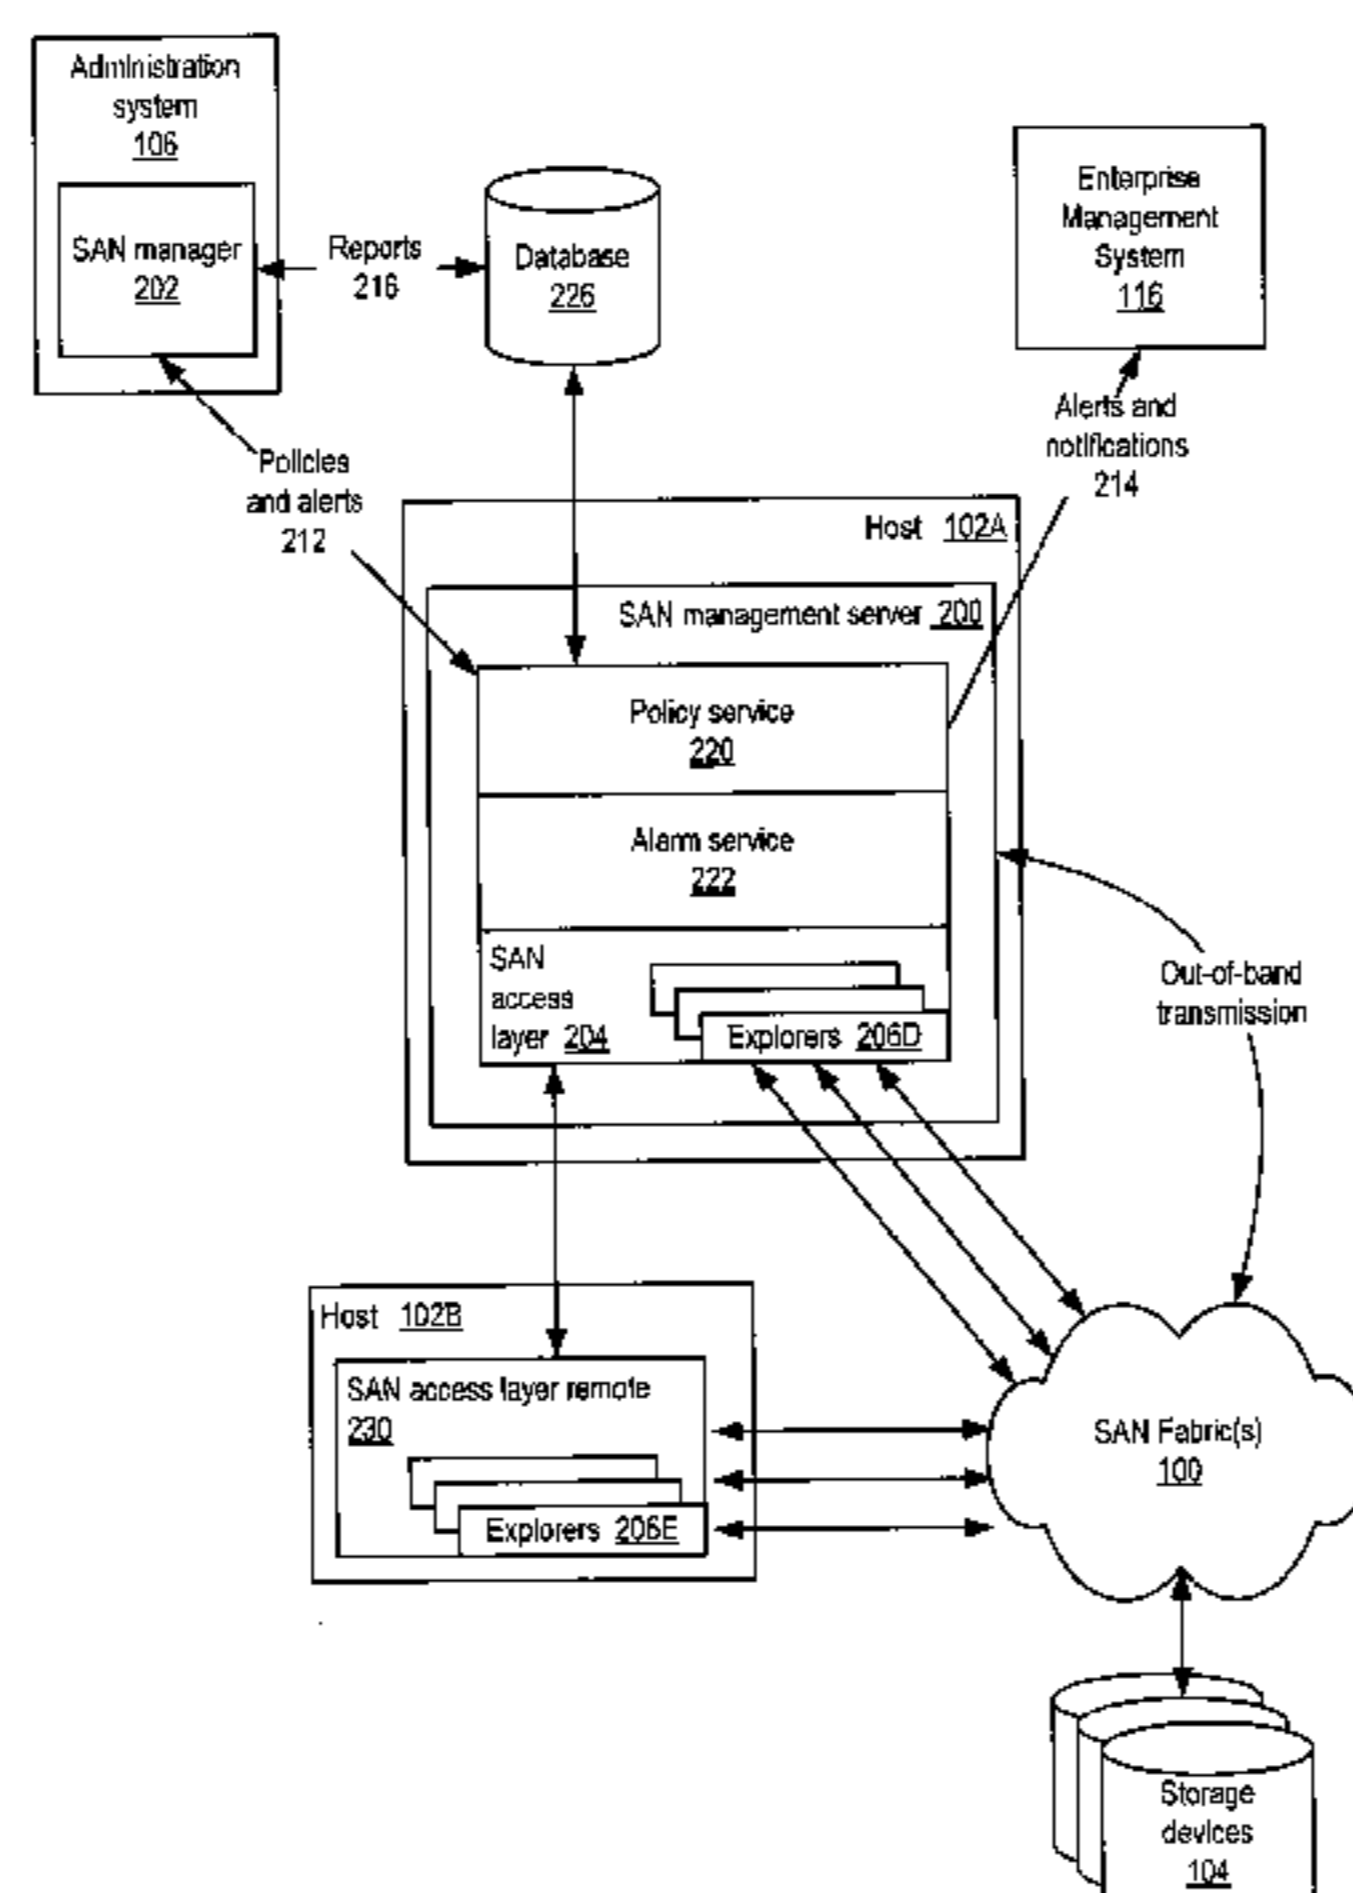 Administration
system
106
SAN manager
202
Reports
216
Database
226
Enterprise
Management
System
116
Policies
and alerts
212
Alerts and
notifications
214
Host 102A
SAN management server 200
Policy service
220
Alarm service
222
SAN
access
layer 204
Explorers 206D
Out-of-band
transmission
Host 102B
SAN access layer remote
230
Explorers 206E
SAN Fabric(s)
100
Storage
devices
104